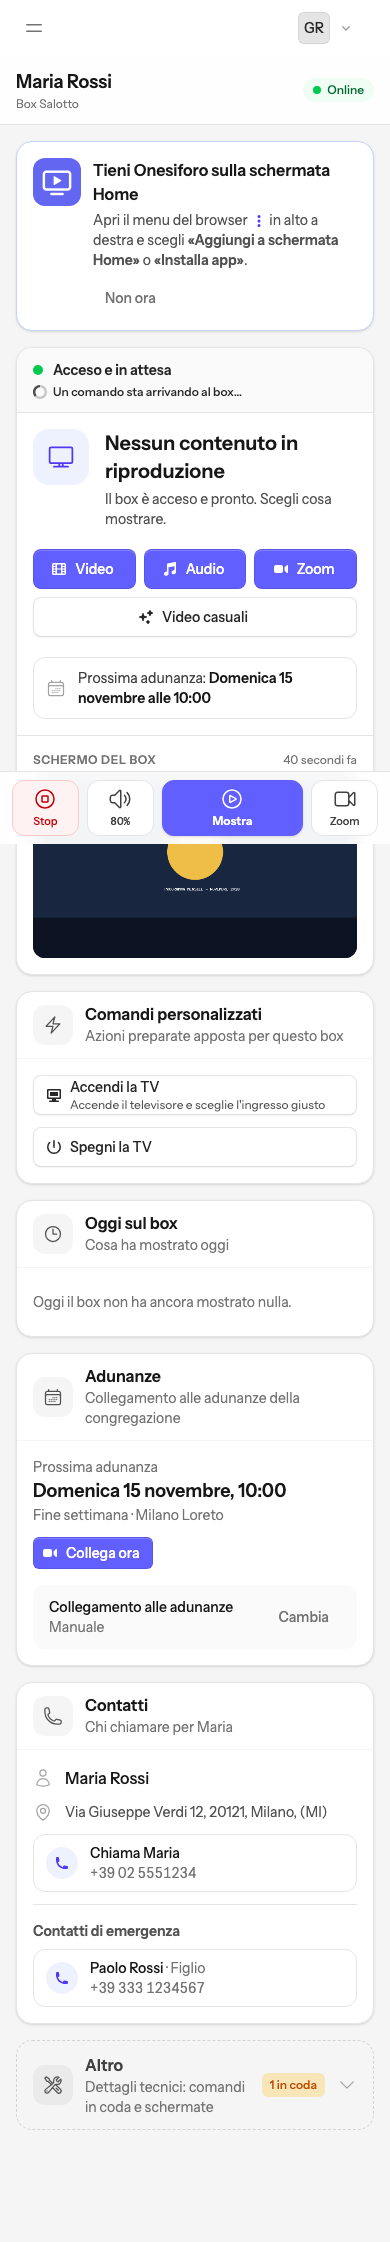 GR
Maria Rossi
Box Salotto
Online
Tieni Onesiforo sulla schermata
Home
Apri il menu del browser in alto a
destra e scegli «Aggiungi a schermata
Home» o «Installa app».
Non ora
Acceso e in attesa
Un comando sta arrivando al box…
Nessun contenuto in
riproduzione
Il box è acceso e pronto. Scegli cosa
mostrare.
Video
Audio
Zoom
Video casuali
Prossima adunanza: Domenica 15
novembre alle 10:00
SCHERMO DEL BOX
40 secondi fa
Stop
80%
Mostra
Zoom
Comandi personalizzati
Azioni preparate apposta per questo box
Accendi la TV
Accende il televisore e sceglie l'ingresso giusto
Spegni la TV
Oggi sul box
Cosa ha mostrato oggi
Oggi il box non ha ancora mostrato nulla.
Adunanze
Collegamento alle adunanze della
congregazione
Prossima adunanza
Domenica 15 novembre, 10:00
Fine settimana · Milano Loreto
Collega ora
Collegamento alle adunanze
Manuale
Cambia
Contatti
Chi chiamare per Maria
Maria Rossi
Via Giuseppe Verdi 12, 20121, Milano, (MI)
Chiama Maria
+39 02 5551234
Contatti di emergenza
Paolo Rossi · Figlio
+39 333 1234567
Altro
Dettagli tecnici: comandi
in coda e schermate
1 in coda